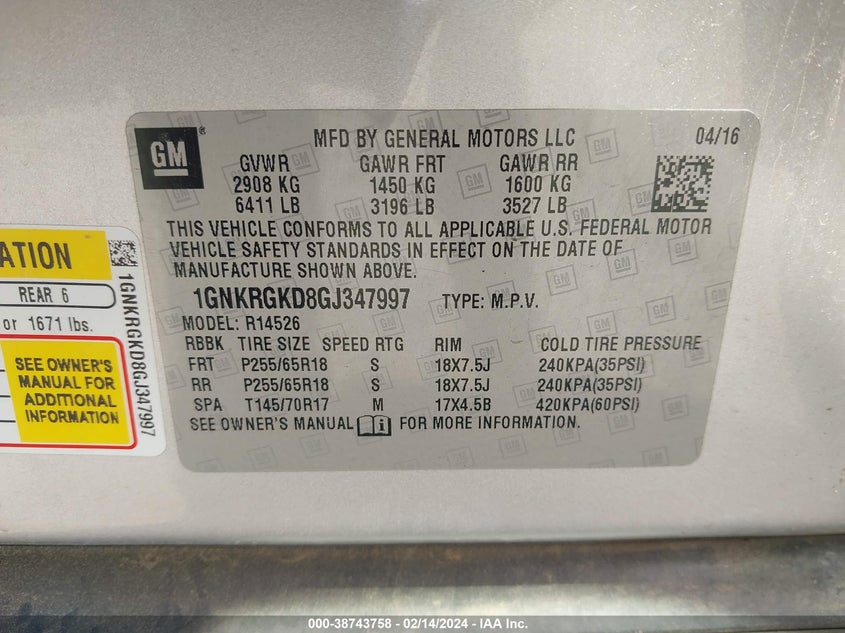 GM ®
MFD BY GENERAL MOTORS LLC 04/16
GVWR GAWR FRT GAWR RR
2908 KG 1450 KG 1600 KG
6411 LB 3196 LB 3527 LB
THIS VEHICLE CONFORMS TO ALL APPLICABLE U.S. FEDERAL MOTOR
VEHICLE SAFETY STANDARDS IN EFFECT ON THE DATE OF
MANUFACTURE SHOWN ABOVE.
1GNKRGKD8GJ347997 TYPE: M.P.V.
MODEL: R14526
RBBK TIRE SIZE SPEED RTG RIM COLD TIRE PRESSURE
FRT P255/65R18 S 18X7.5J 240KPA(35PSI)
RR P255/65R18 S 18X7.5J 240KPA(35PSI)
SPA T145/70R17 M 17X4.5B 420KPA(60PSI)
SEE OWNER'S MANUAL FOR MORE INFORMATION.
ATION
REAR 6
or 1671 lbs.
SEE OWNER'S
MANUAL FOR
ADDITIONAL
INFORMATION
1GNKRGKD8GJ347997
000-38743758 – 02/14/2024 – IAA Inc.